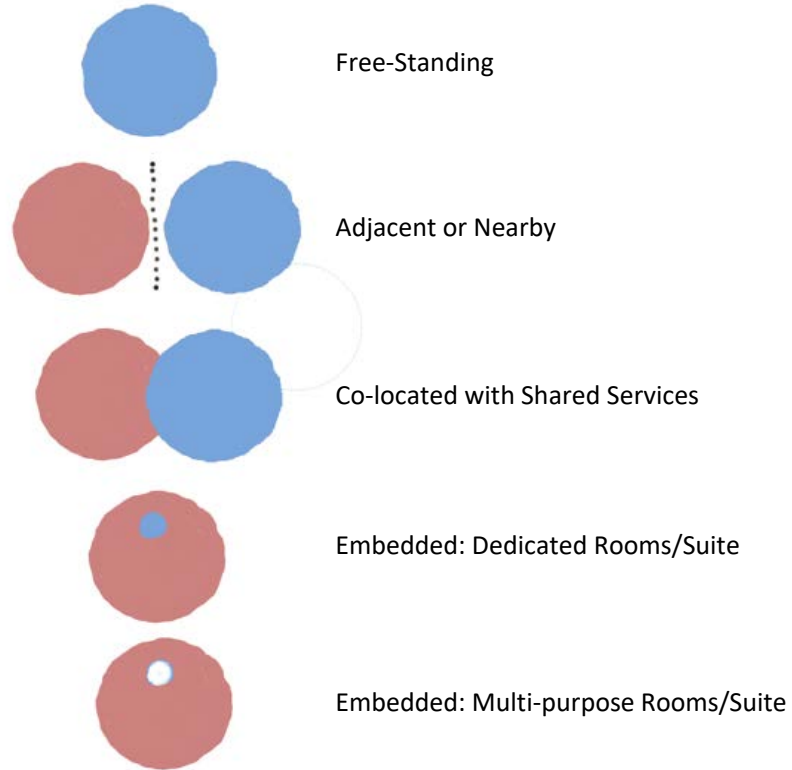 Free-Standing
Adjacent or Nearby
Co-located with Shared Services
Embedded: Dedicated Rooms/Suite
Embedded: Multi-purpose Rooms/Suite